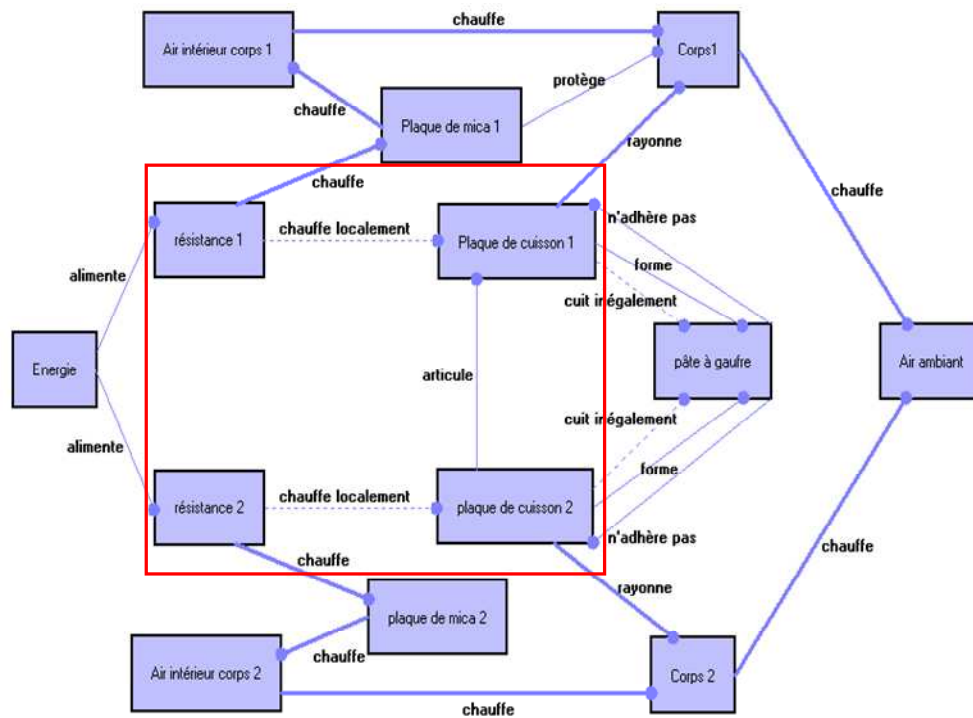 chauffe
Air intérieur corps 1
Corps1
protège
chauffe
Plaque de mica 1
rayonne
chauffe
chauffe
n'adhère pas
résistance 1
chauffe localement
Plaque de cuisson 1
forme
alimente
cuit inégalement
Energie
articule
pâte à gaufre
Air ambiant
cuit inégalement
alimente
forme
chauffe localement
résistance 2
plaque de cuisson 2
n'adhère pas
chauffe
chauffe
rayonne
plaque de mica 2
chauffe
Air intérieur corps 2
Corps 2
chauffe